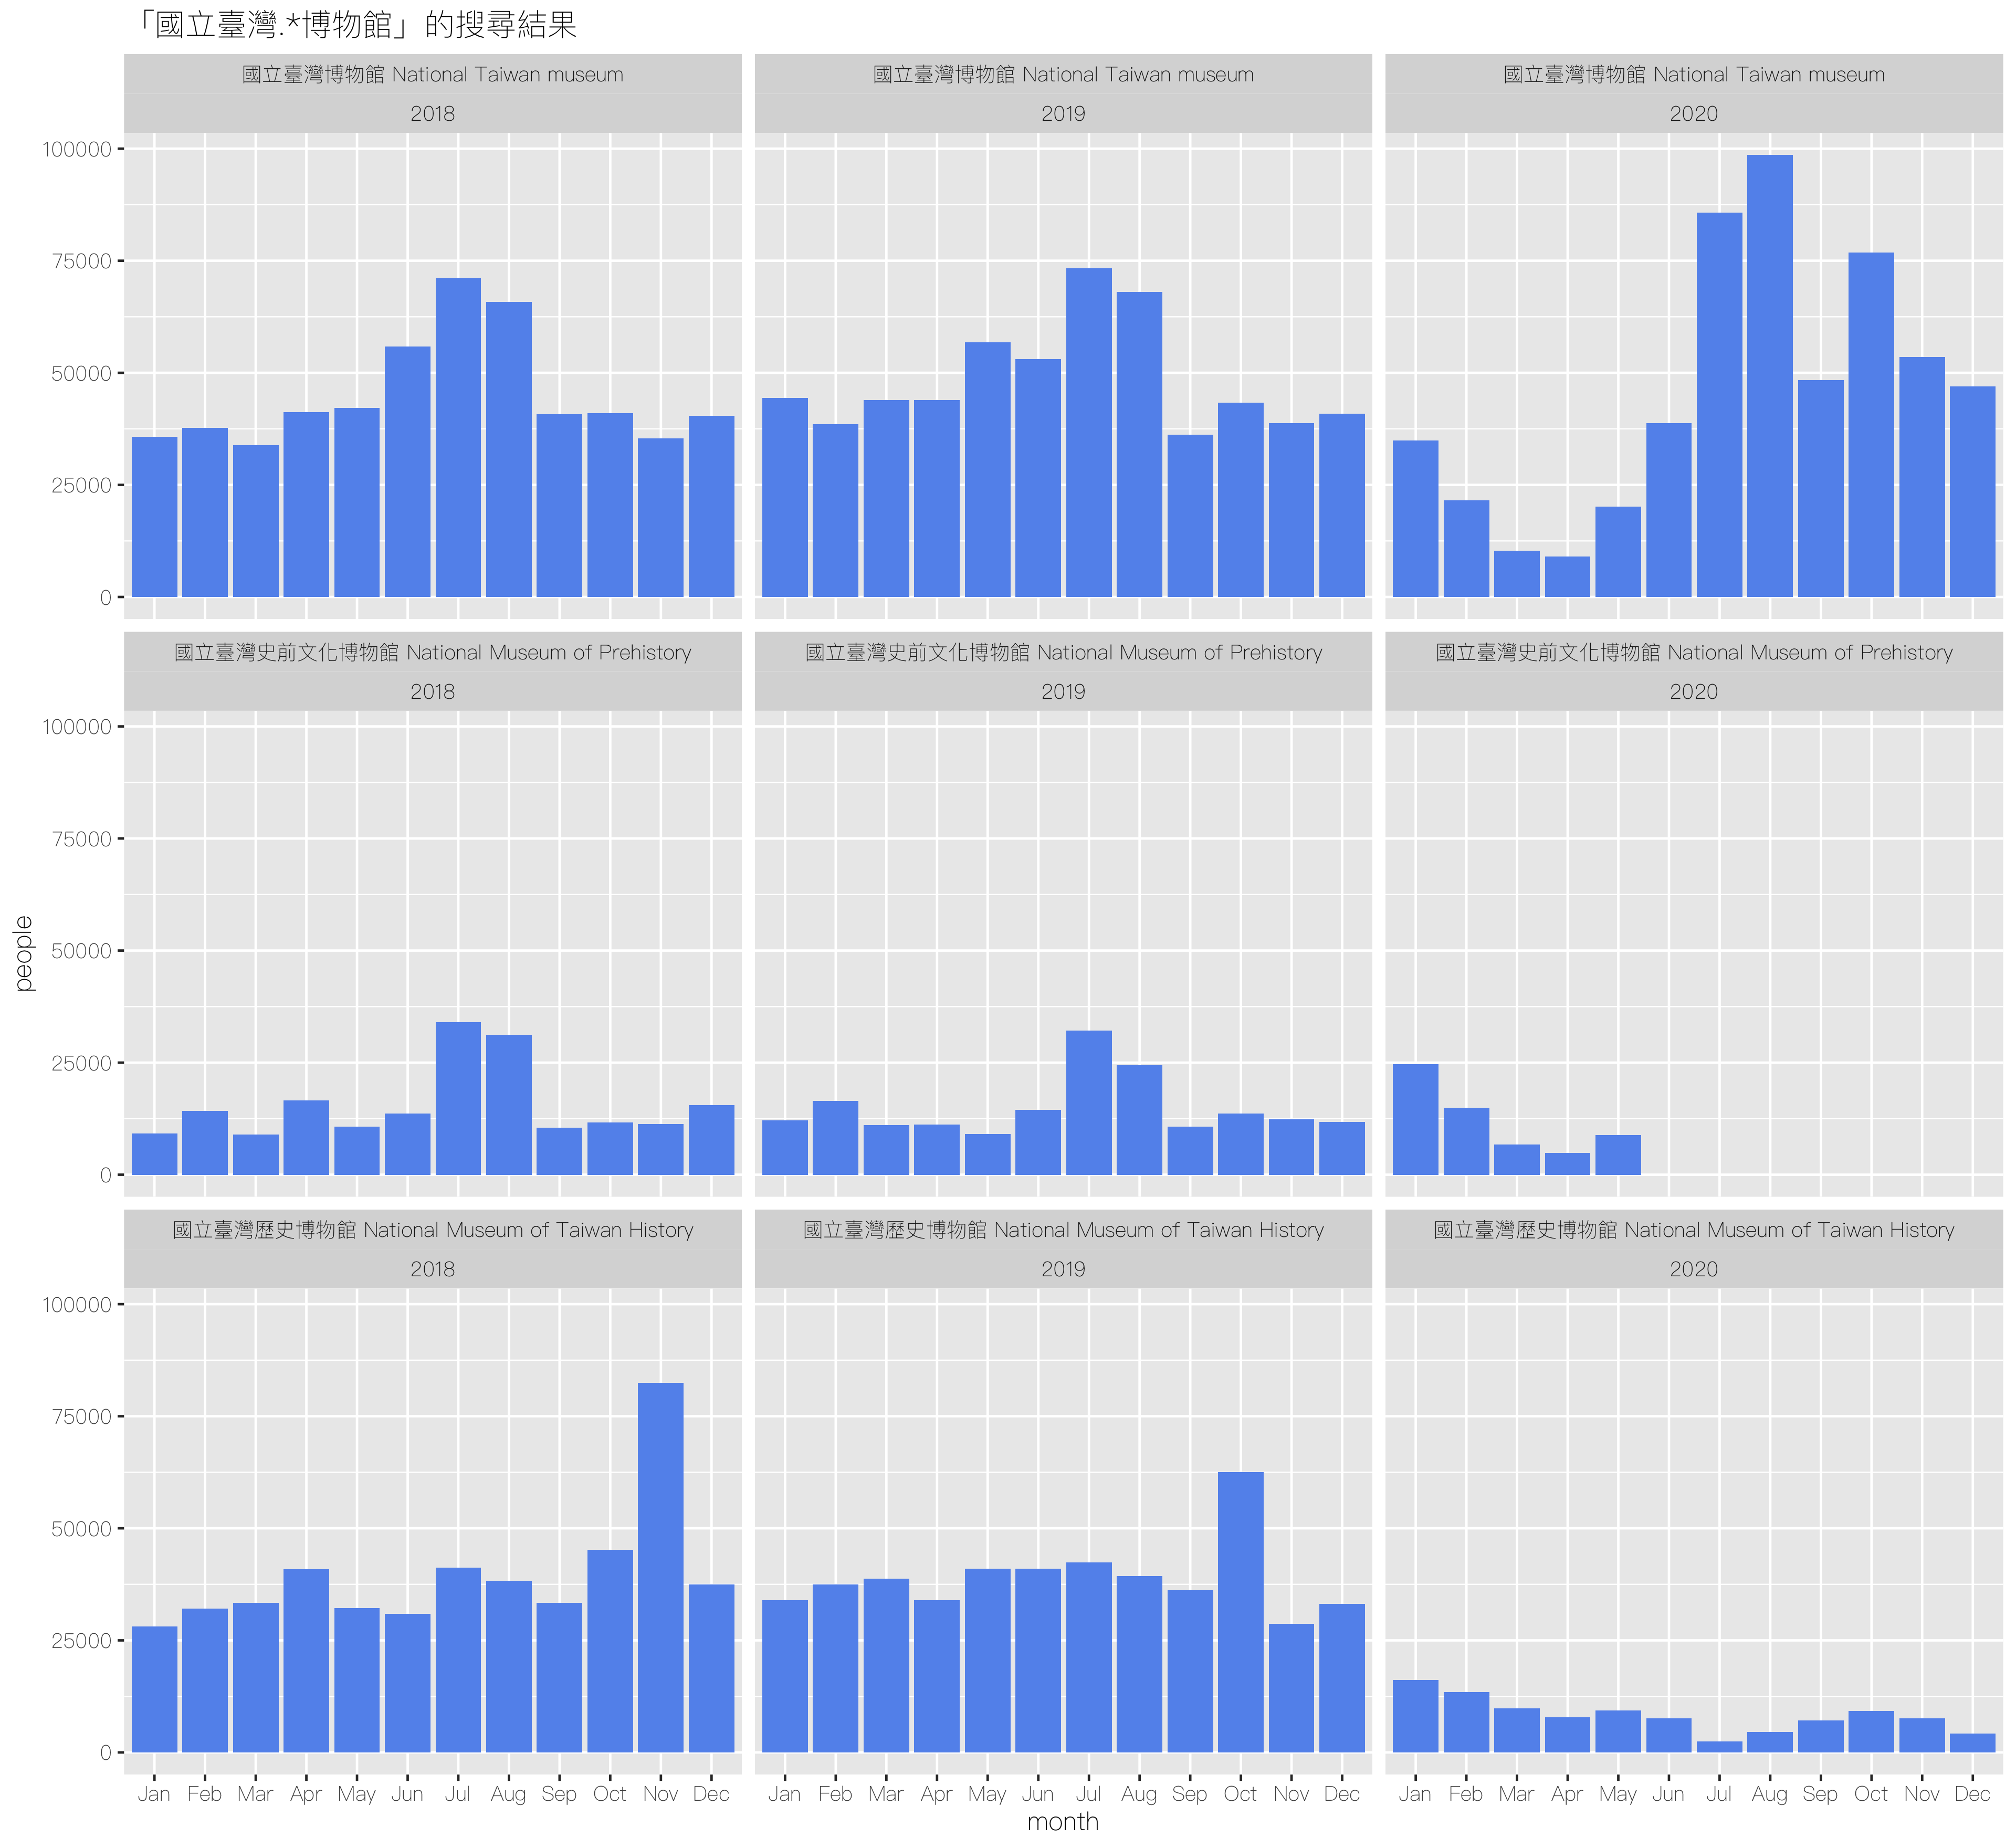 「國立臺灣.*博物館」的搜尋結果
國立臺灣博物館 National Taiwan museum
2018
國立臺灣博物館 National Taiwan museum
2019
國立臺灣博物館 National Taiwan museum
2020
100000
75000
50000
25000
0
國立臺灣史前文化博物館 National Museum of Prehistory
2018
國立臺灣史前文化博物館 National Museum of Prehistory
2019
國立臺灣史前文化博物館 National Museum of Prehistory
2020
100000
75000
50000
25000
0
people
國立臺灣歷史博物館 National Museum of Taiwan History
2018
國立臺灣歷史博物館 National Museum of Taiwan History
2019
國立臺灣歷史博物館 National Museum of Taiwan History
2020
100000
75000
50000
25000
0
Jan Feb Mar Apr May Jun Jul Aug Sep Oct Nov Dec
Jan Feb Mar Apr May Jun Jul Aug Sep Oct Nov Dec
Jan Feb Mar Apr May Jun Jul Aug Sep Oct Nov Dec
month